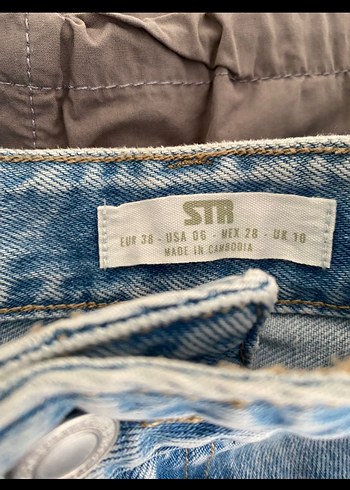 STR
EUR 38 - USA 06 - MEX 28 - UK 10
MADE IN CAMBODIA